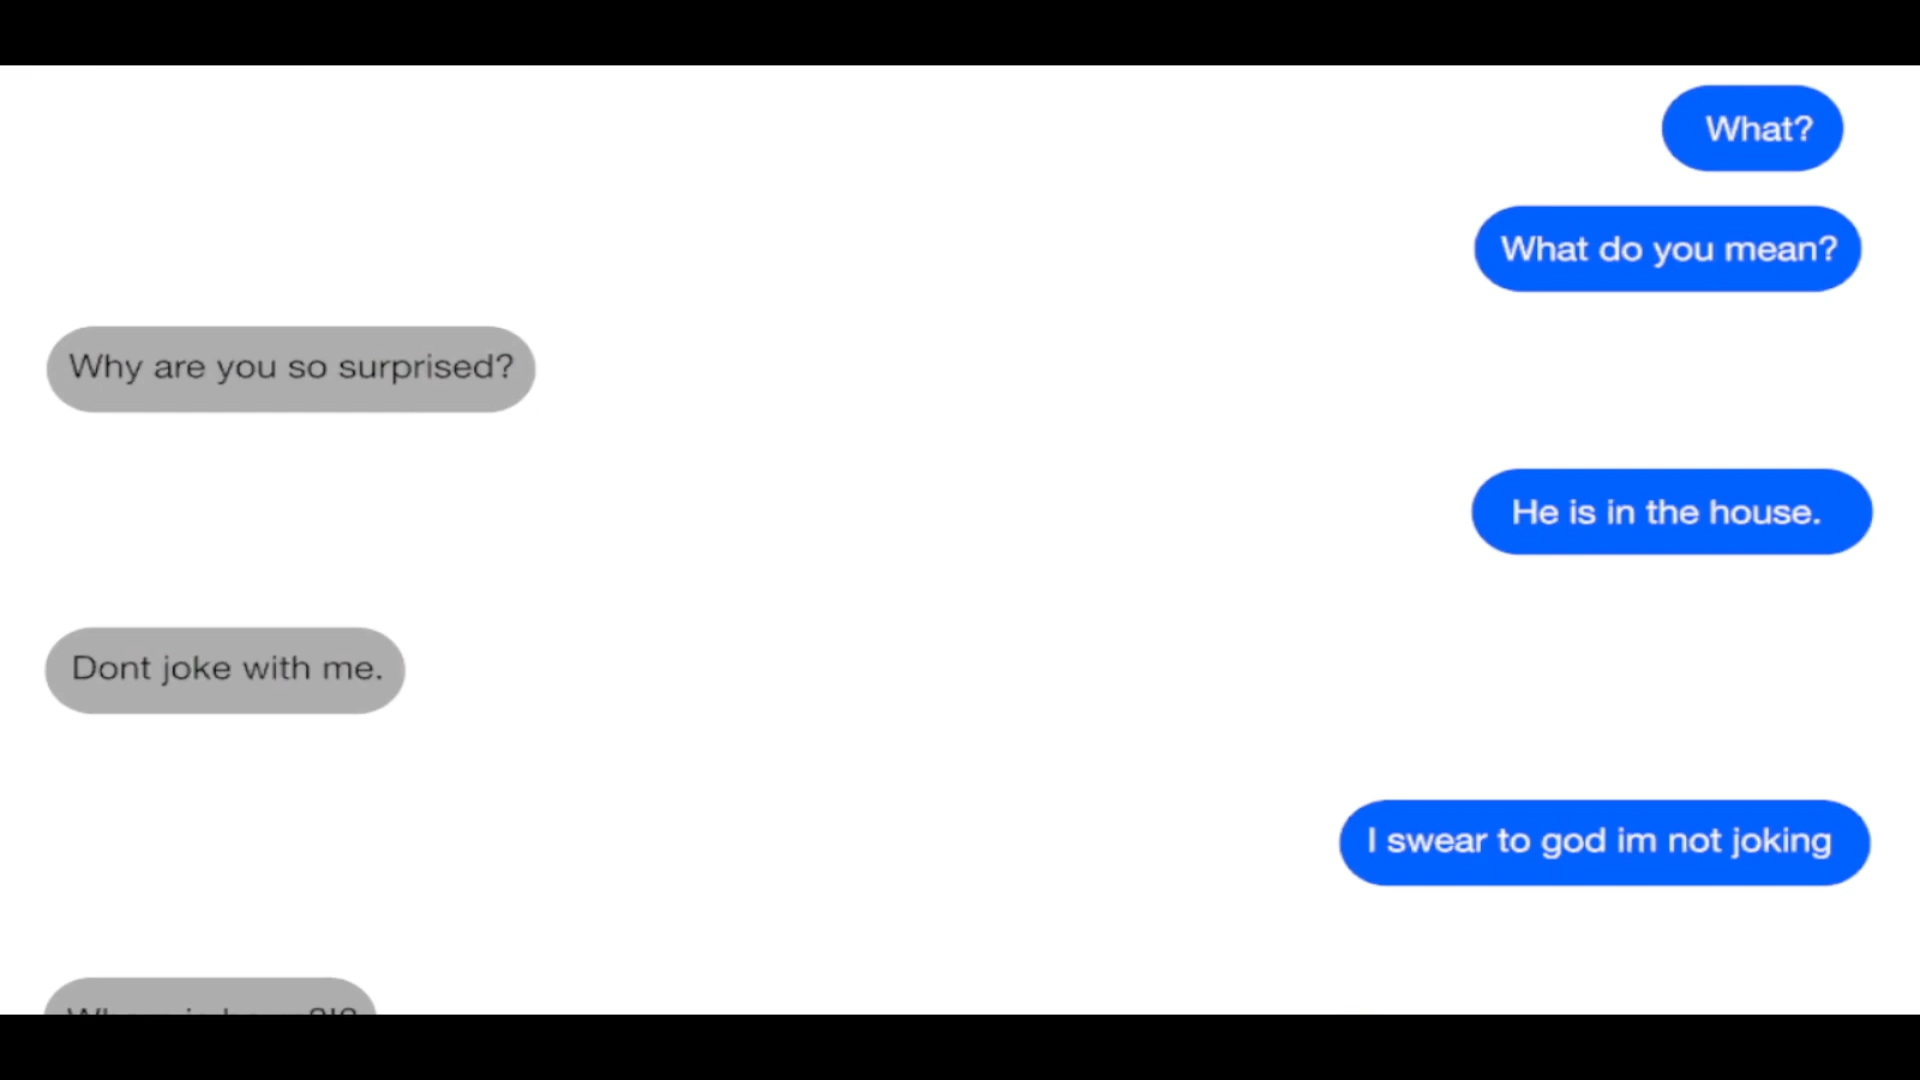 What?
What do you mean?
Why are you so surprised?
He is in the house.
Dont joke with me.
I swear to god im not joking